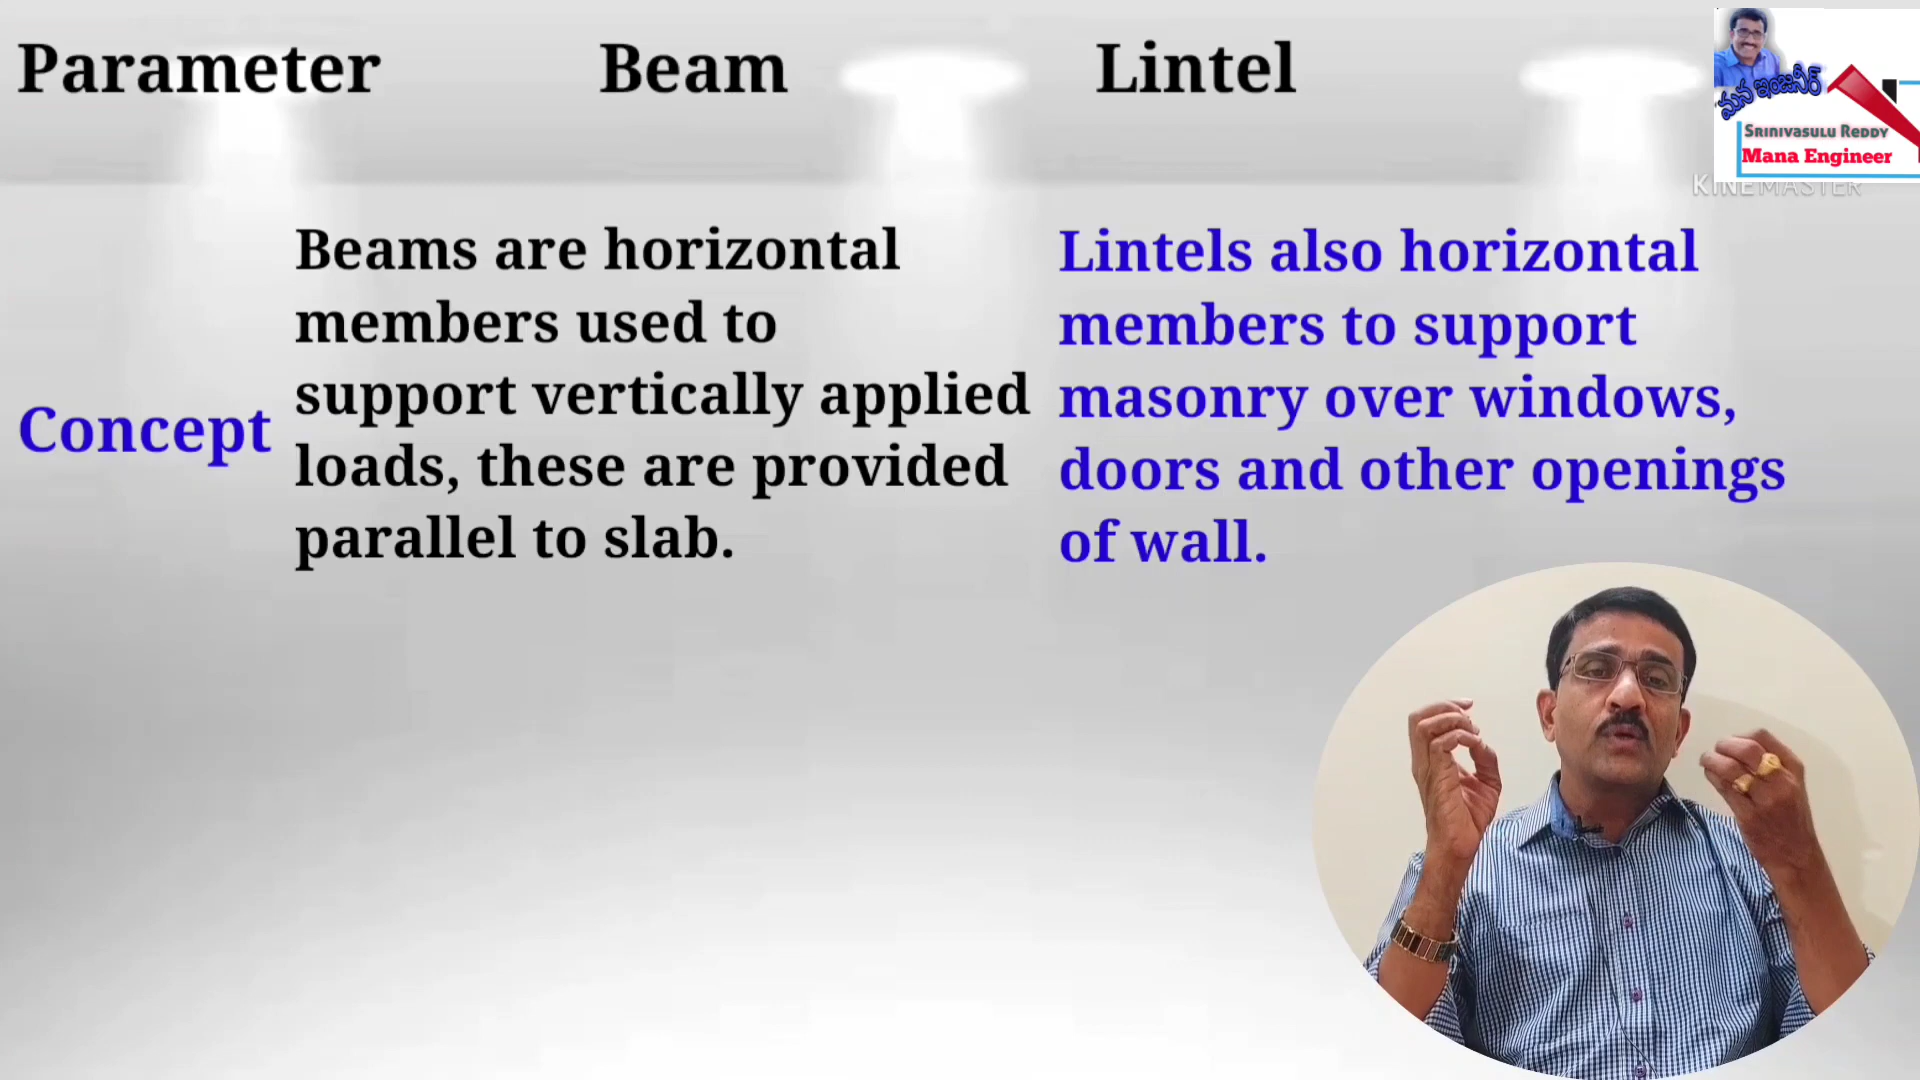 Parameter Beam Lintel
మన ఇంజనీర్
SRINIVASULU REDDY
Mana Engineer
KINEMASTER
Concept
Beams are horizontal
members used to
support vertically applied
loads, these are provided
parallel to slab.
Lintels also horizontal
members to support
masonry over windows,
doors and other openings
of wall.